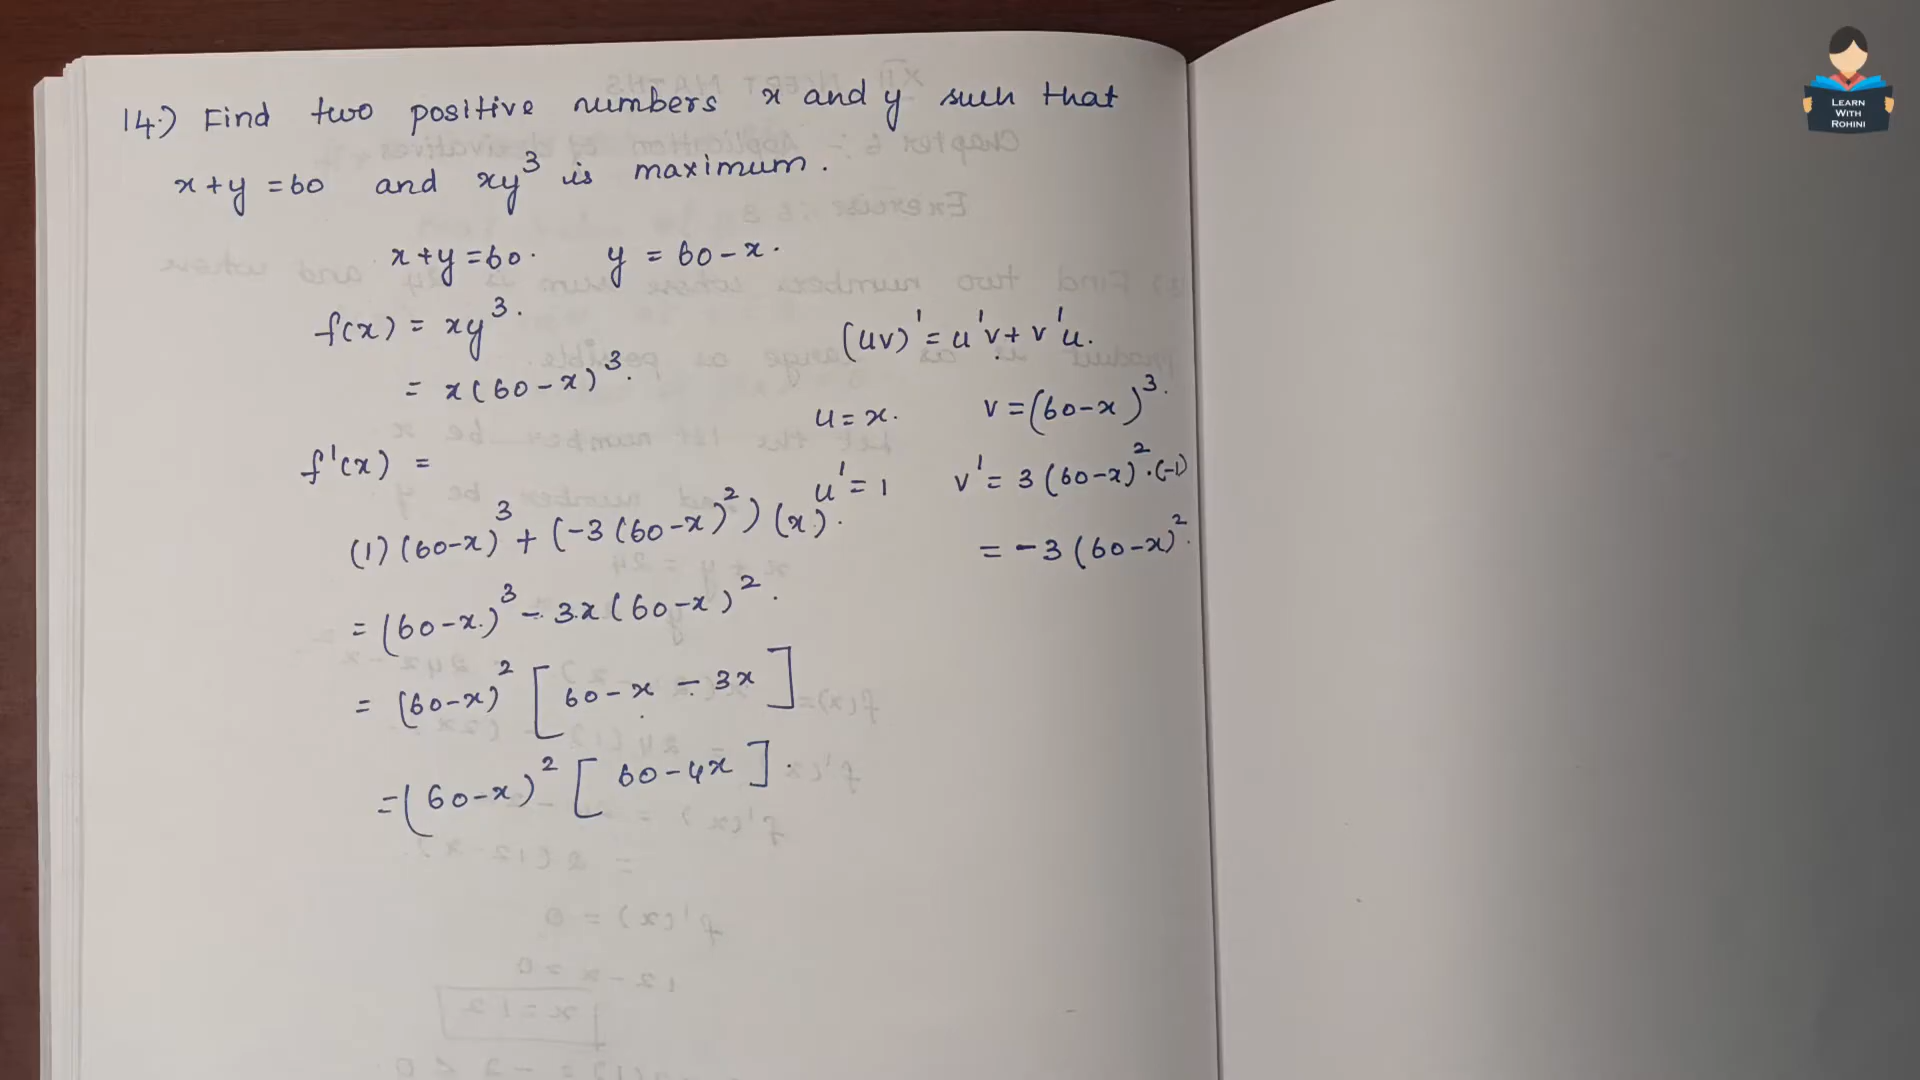 14.) Find two positive numbers x and y such that
x+y=60 and xy³ is maximum.
x+y=60. y = 60-x.
f(x) = xy³.
= x(60-x)³.
f'(x) =
(1)(60-x)³ + (-3(60-x)²)(x).
= (60-x)³ - 3x(60-x)².
= (60-x)² [60-x - 3x]
=(60-x)² [60-4x].
(uv)' = u'v + v'u.
u = x. v = (60-x)³.
u' = 1 v' = 3(60-x)²·(-1)
= -3(60-x)².
LEARN
WITH
ROHINI